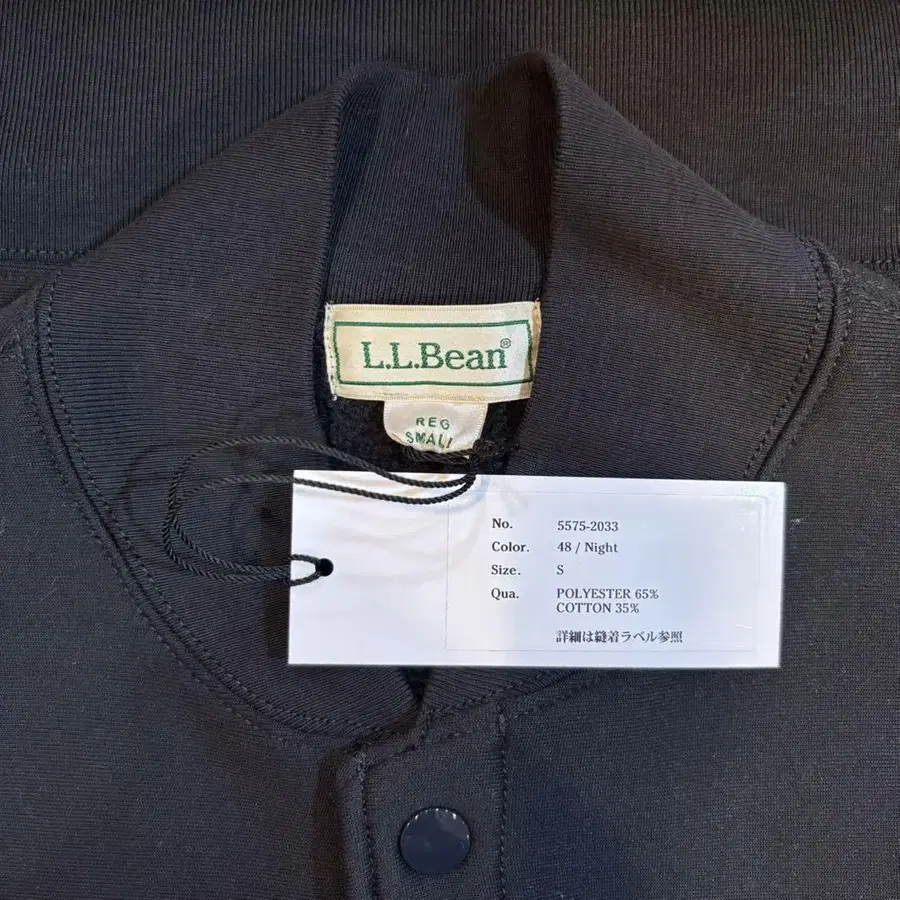 L.L.Bean®
REG
SMALL
No. 5575-2033
Color. 48 / Night
Size. S
Qua. POLYESTER 65%
COTTON 35%
詳細は縫着ラベル参照